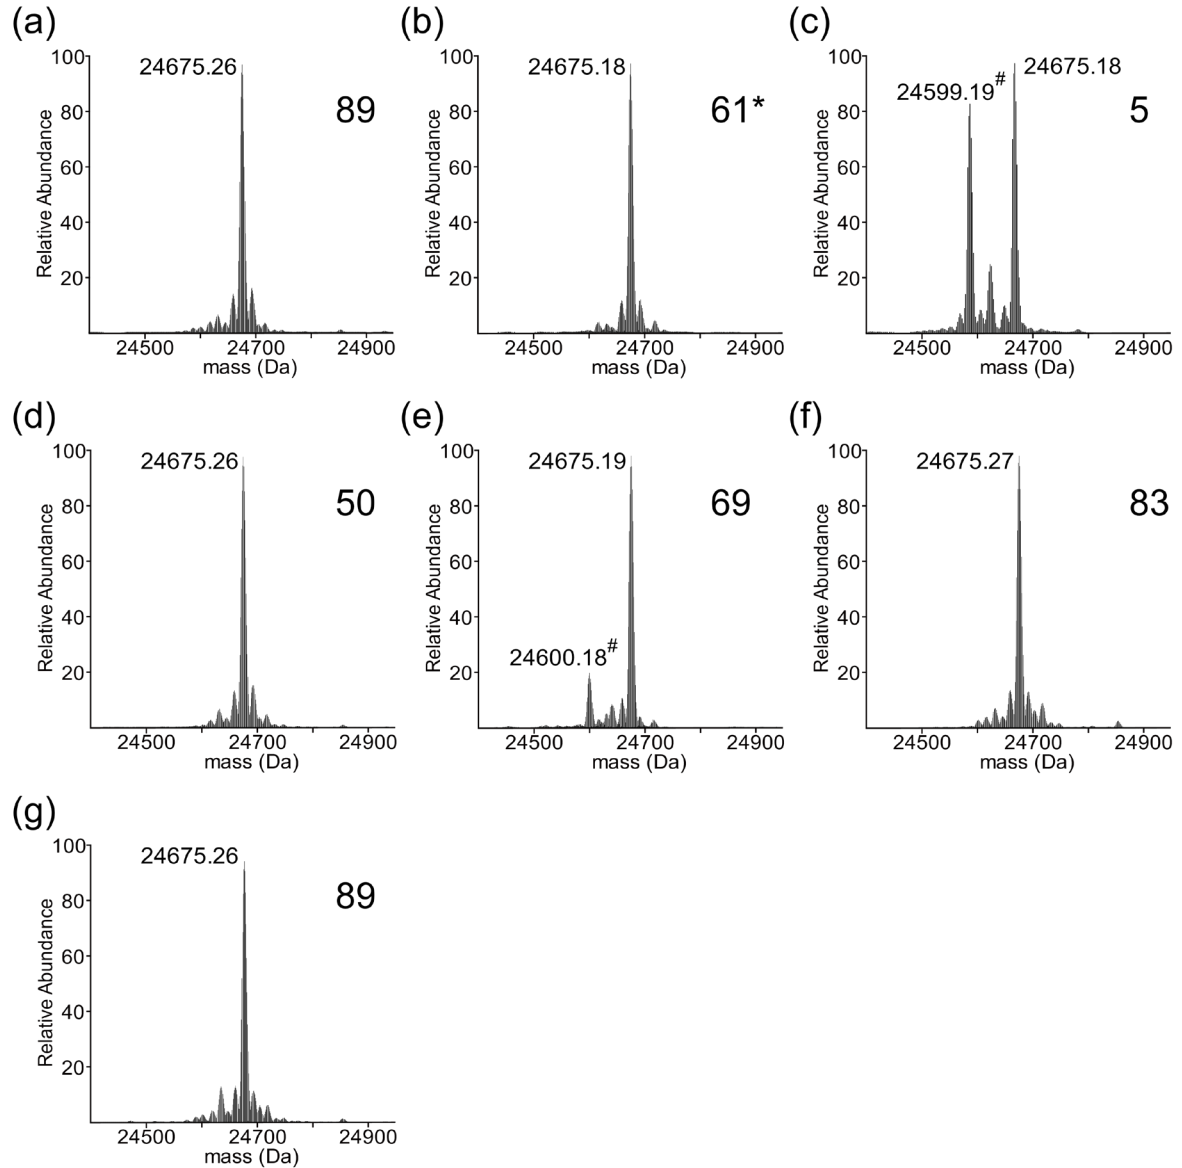 (a)
100
80
60
40
20
Relative Abundance
24675.26
89
24500 24700 24900
mass (Da)
(b)
100
80
60
40
20
Relative Abundance
24675.18
61*
24500 24700 24900
mass (Da)
(c)
100
80
60
40
20
Relative Abundance
24599.19#
24675.18
5
24500 24700 24900
mass (Da)
(d)
100
80
60
40
20
Relative Abundance
24675.26
50
24500 24700 24900
mass (Da)
(e)
100
80
60
40
20
Relative Abundance
24675.19
69
24600.18#
24500 24700 24900
mass (Da)
(f)
100
80
60
40
20
Relative Abundance
24675.27
83
24500 24700 24900
mass (Da)
(g)
100
80
60
40
20
Relative Abundance
24675.26
89
24500 24700 24900
mass (Da)